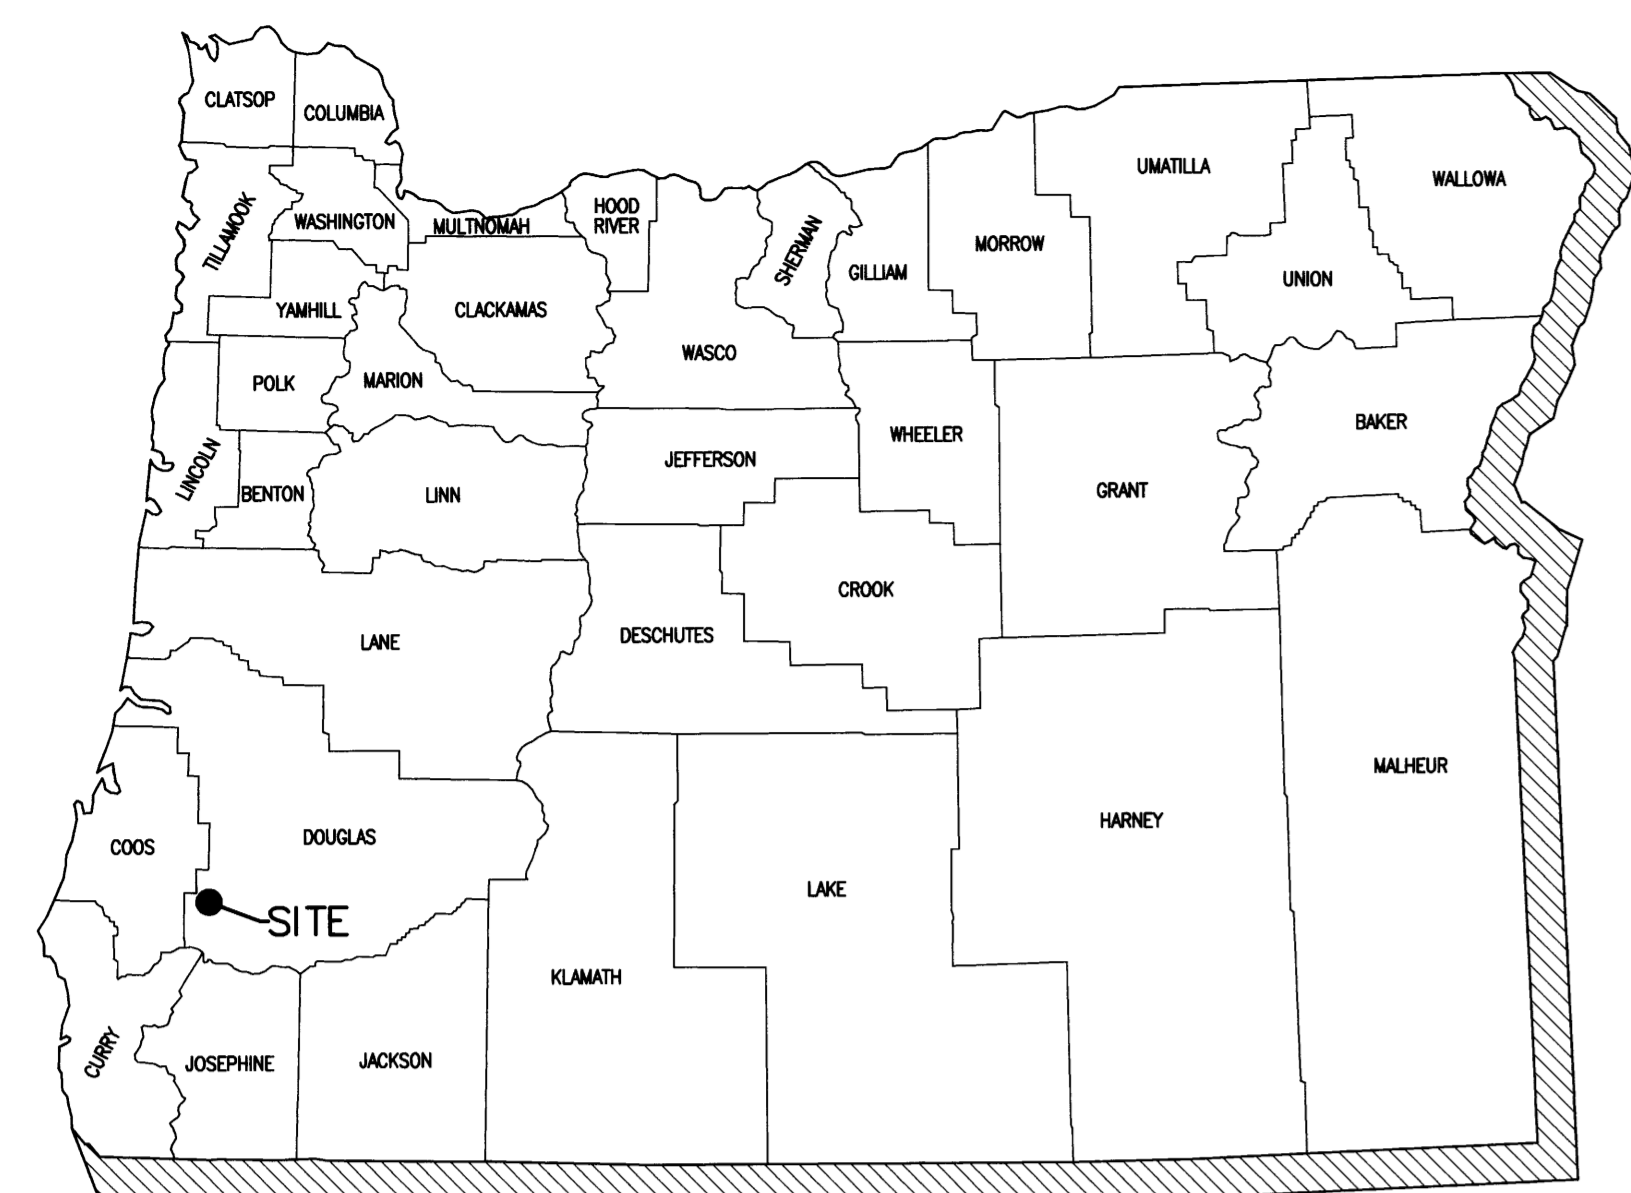 CLATSOP
COLUMBIA
TILLAMOOK
WASHINGTON
MULTNOMAH
HOOD
RIVER
SHERMAN
GILLIAM
MORROW
UMATILLA
WALLOWA
UNION
YAMHILL
CLACKAMAS
WASCO
POLK
MARION
LINCOLN
BENTON
LINN
JEFFERSON
WHEELER
GRANT
BAKER
LANE
DESCHUTES
CROOK
MALHEUR
HARNEY
COOS
DOUGLAS
LAKE
SITE
KLAMATH
CURRY
JOSEPHINE
JACKSON